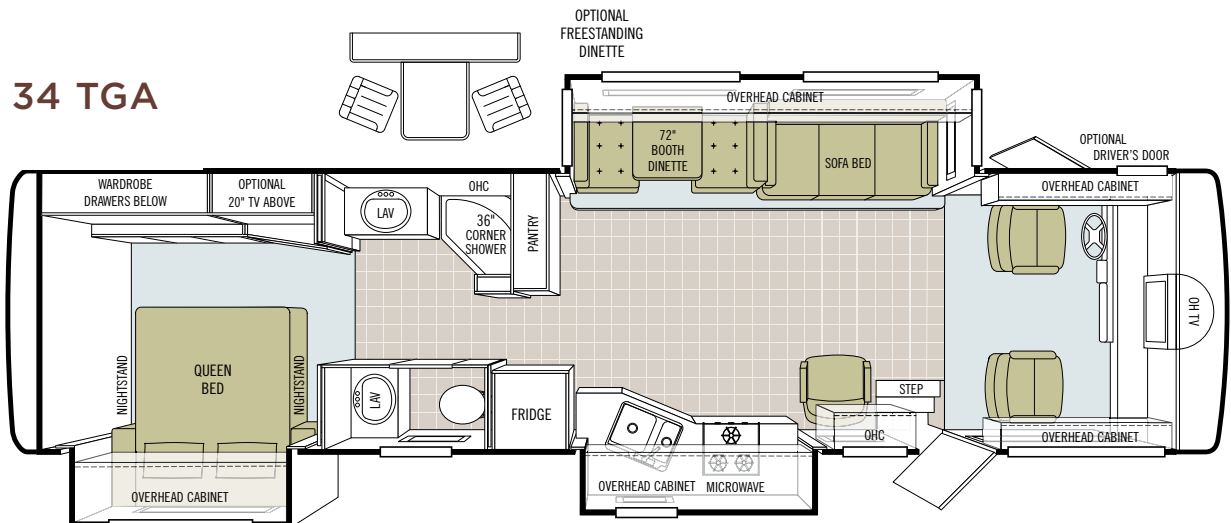 34 TGA
OPTIONAL
FREESTANDING
DINETTE
OVERHEAD CABINET
72"
BOOTH
DINETTE
SOFA BED
OPTIONAL
DRIVER'S DOOR
OVERHEAD CABINET
WARDROBE
DRAWERS BELOW
OPTIONAL
20" TV ABOVE
OHC
LAV
36"
CORNER
SHOWER
PANTRY
OH TV
NIGHTSTAND
QUEEN
BED
NIGHTSTAND
LAV
FRIDGE
STEP
OHC
OVERHEAD CABINET
OVERHEAD CABINET
OVERHEAD CABINET
MICROWAVE